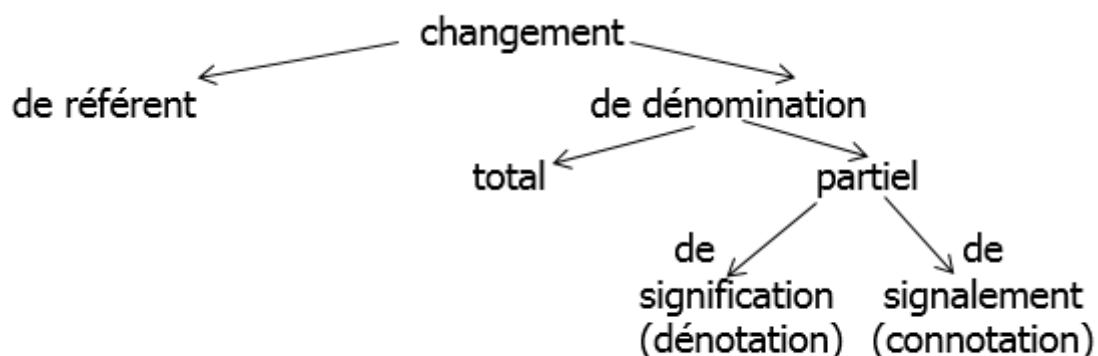 changement
de référent
de dénomination
total
partiel
de
signification
(dénotation)
de
signalement
(connotation)